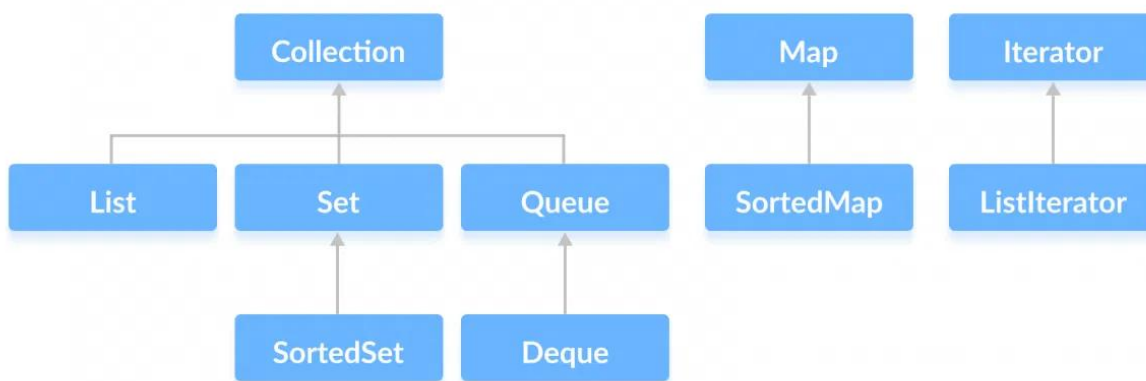 Collection
Map
Iterator
List
Set
Queue
SortedMap
ListIterator
SortedSet
Deque